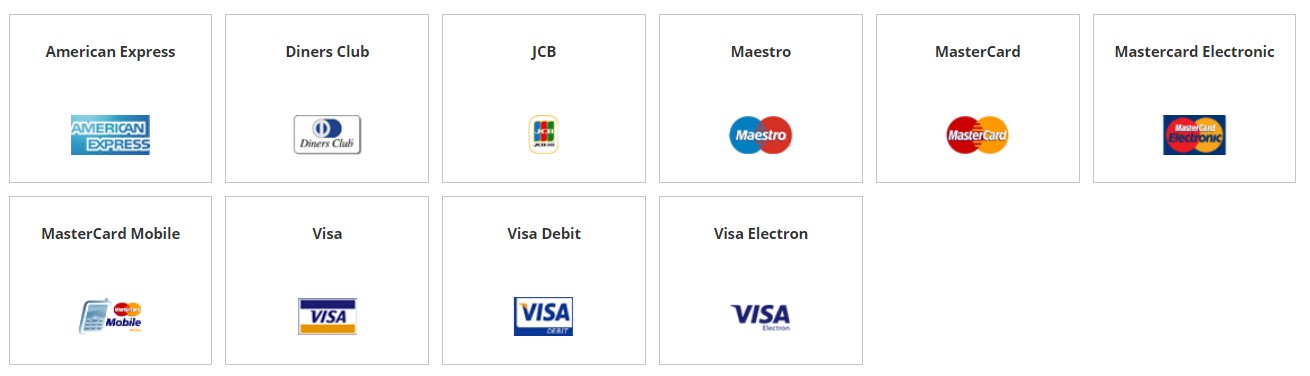 American Express
Diners Club
JCB
Maestro
MasterCard
Mastercard Electronic
AMERICAN
EXPRESS
Diners Club
JCB
Maestro
MasterCard
MasterCard
Electronic
MasterCard Mobile
Visa
Visa Debit
Visa Electron
MasterCard
Mobile
VISA
VISA
DEBIT
VISA
Electron